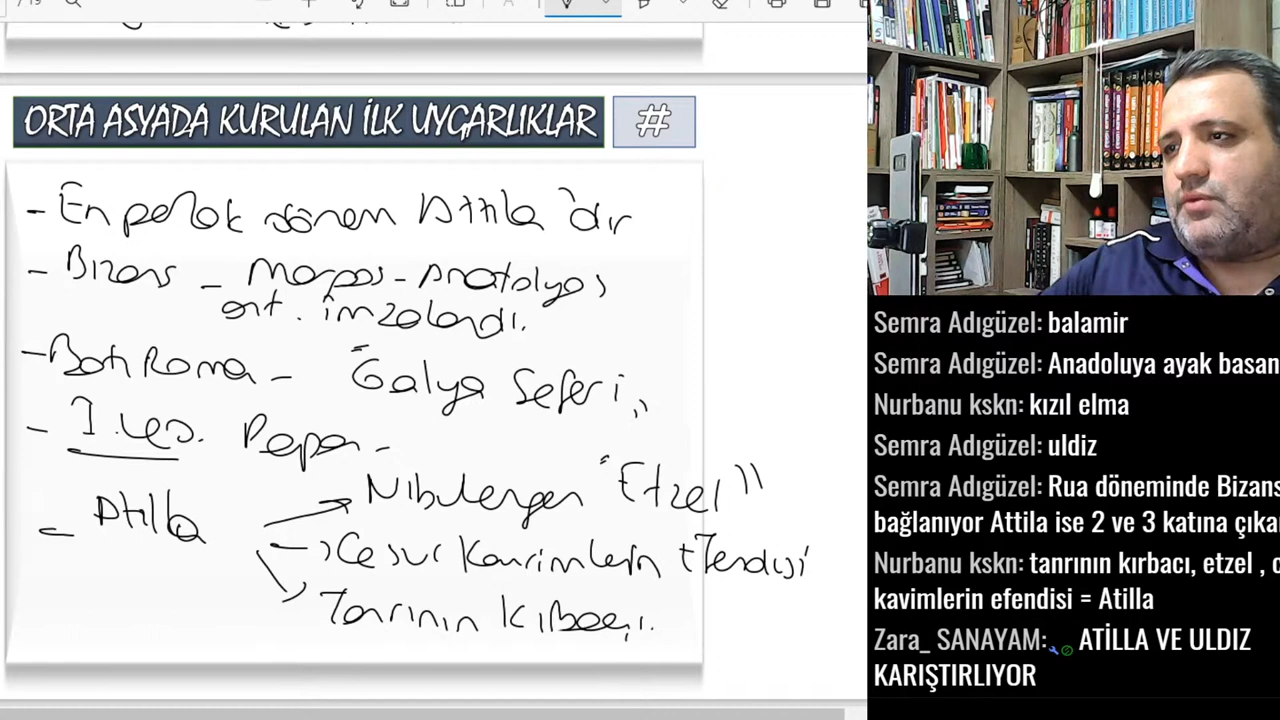 ORTA ASYADA KURULAN İLK UYGARLIKLAR #
- En parlak dönem Attila'dır
- Bizans - Margos - Anatolyos
ant. imzalandı.
- Batı Roma - "Galya Seferi"
- I. Leo. Papa -
- Attila Nibulengen "Etzel"
- Cesur Kavimlerin Efendisi
Tanrının Kırbacı.
Semra Adıgüzel: balamir
Semra Adıgüzel: Anadoluya ayak basan
Nurbanu kskn: kızıl elma
Semra Adıgüzel: uldiz
Semra Adıgüzel: Rua döneminde Bizans
bağlanıyor Attila ise 2 ve 3 katına çıka
Nurbanu kskn: tanrının kırbacı, etzel ,
kavimlerin efendisi = Atilla
Zara_ SANAYAM: ATİLLA VE ULDIZ
KARIŞTIRLIYOR